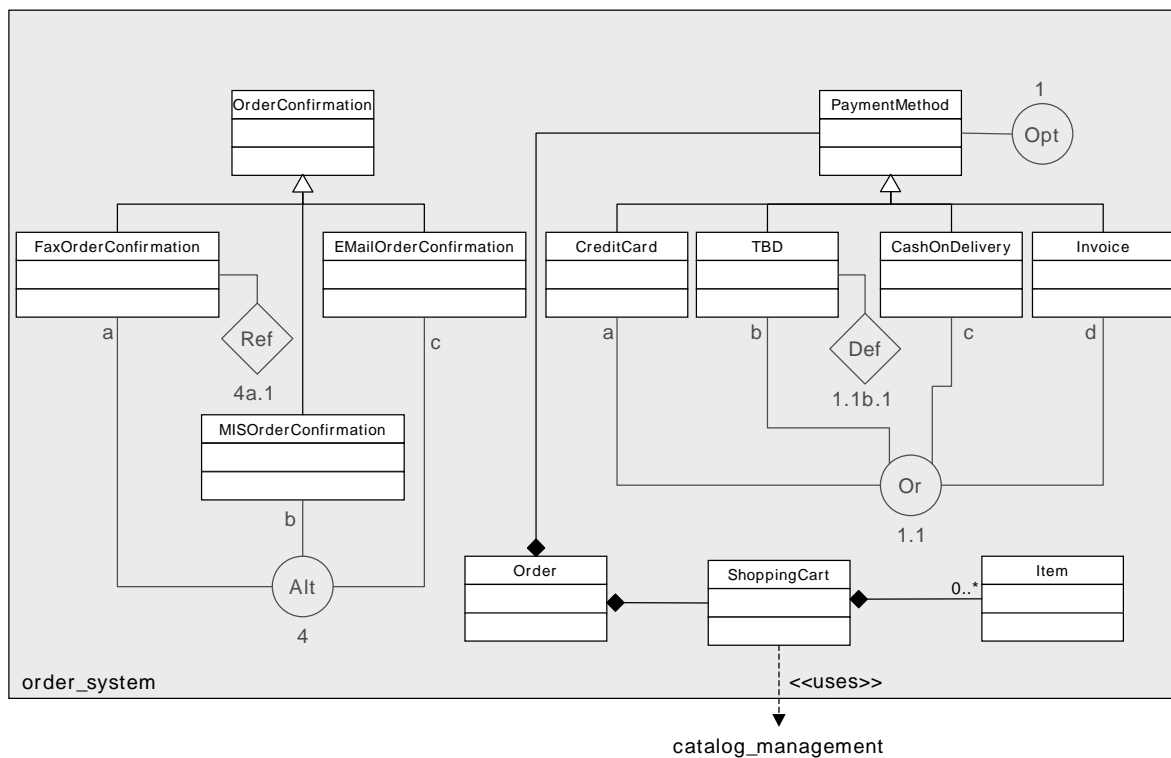 1
OrderConfirmation
PaymentMethod
Opt
FaxOrderConfirmation
EMailOrderConfirmation
CreditCard
TBD
CashOnDelivery
Invoice
a
Ref
c
a
b
Def
c
d
4a.1
1.1b.1
MISOrderConfirmation
Or
b
1.1
Alt
4
Order
ShoppingCart
0..*
Item
order_system
<<uses>>
catalog_management